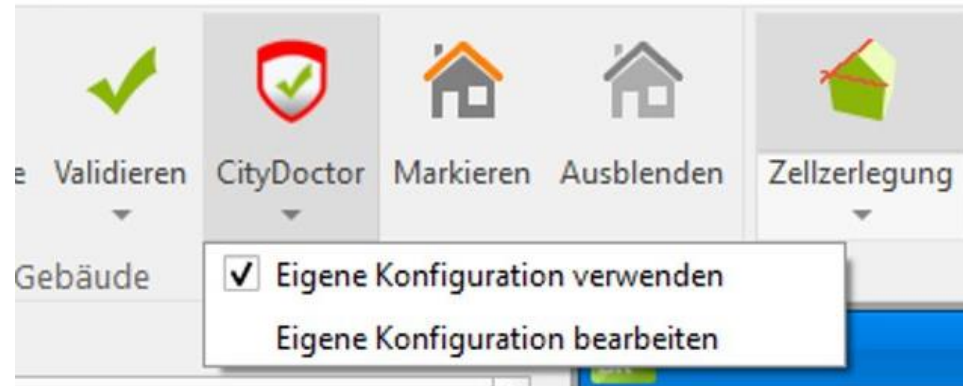 e Validieren CityDoctor Markieren Ausblenden Zellzerlegung
Gebäude
Eigene Konfiguration verwenden
Eigene Konfiguration bearbeiten